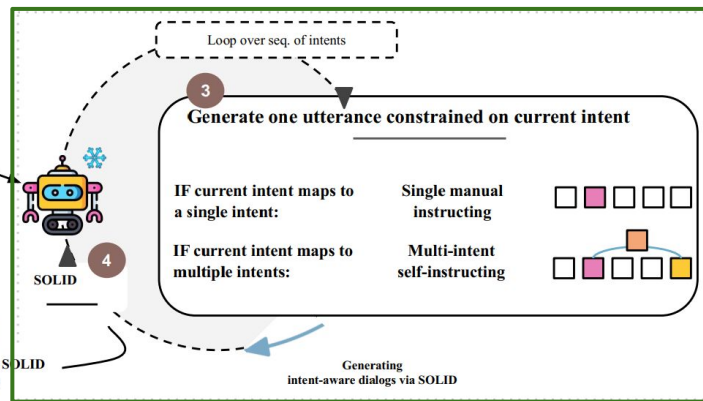 Loop over seq. of intents
3
Generate one utterance constrained on current intent
IF current intent maps to
a single intent:
Single manual
instructing
IF current intent maps to
multiple intents:
Multi-intent
self-instructing
4
SOLID
SOLID
Generating
intent-aware dialogs via SOLID